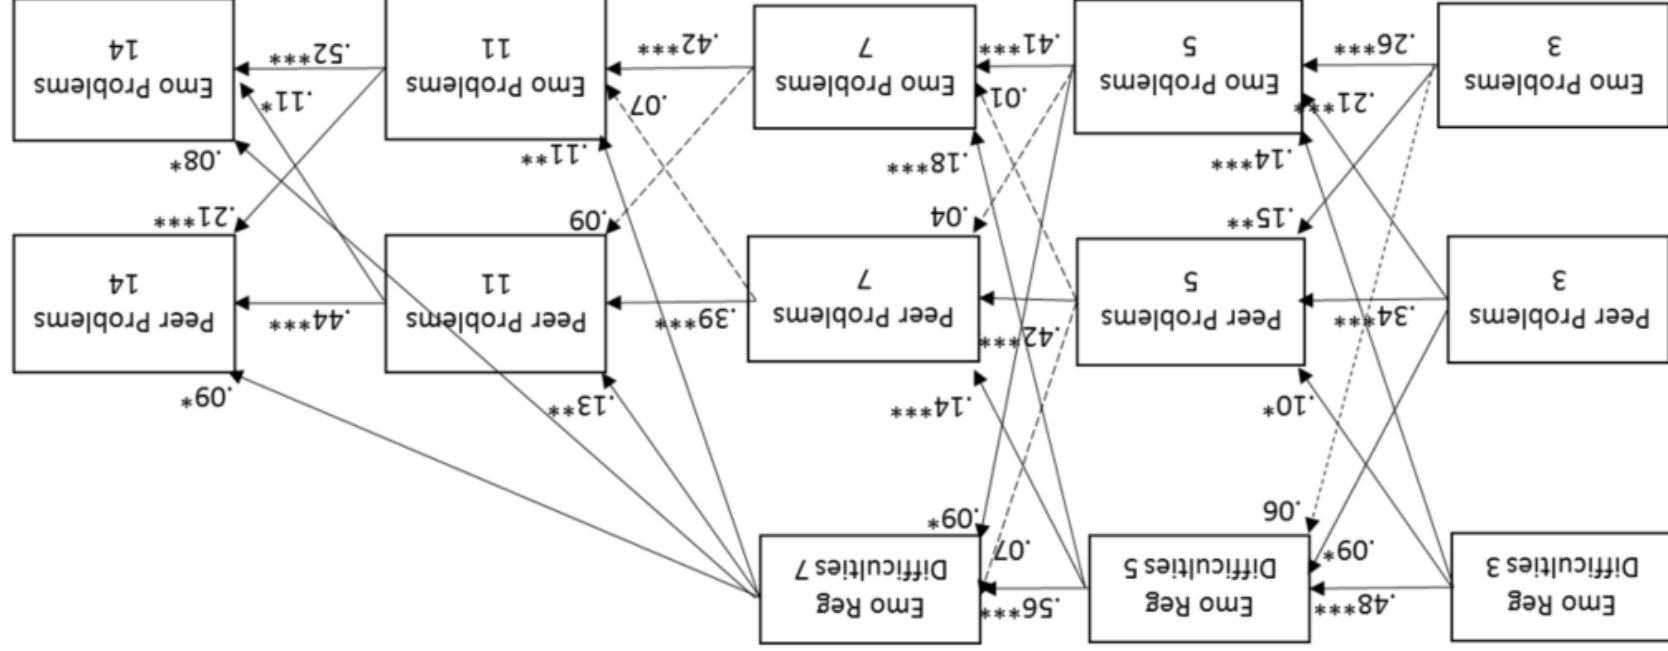 Emo Reg
Difficulties 3
.48***
Emo Reg
Difficulties 5
.56***
Emo Reg
Difficulties 7
.09*
.06
.07
.09*
.10*
.14***
.13**
.09*
Peer Problems
3
.34***
Peer Problems
5
.42***
Peer Problems
7
.39***
Peer Problems
11
.44***
Peer Problems
14
.15**
.04
.09
.21***
.14***
.18***
.11**
.08*
.21***
.01
.07
.11*
Emo Problems
3
.26***
Emo Problems
5
.41***
Emo Problems
7
.42***
Emo Problems
11
.52***
Emo Problems
14